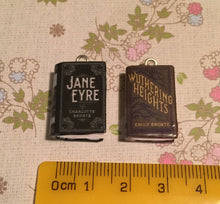 JANE
EYRE
CHARLOTTE
BRONTË
WUTHERING
HEIGHTS
EMILY BRONTË
0cm 1 2 3 4